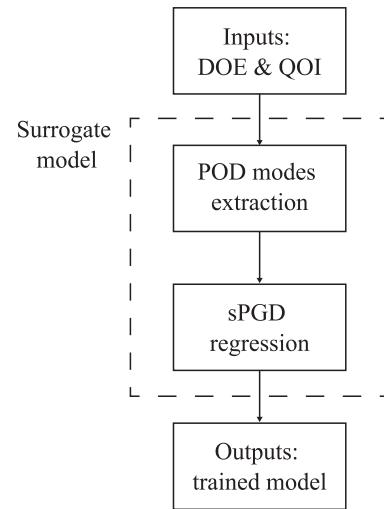 Inputs:
DOE & QOI
Surrogate
model
POD modes
extraction
sPGD
regression
Outputs:
trained model